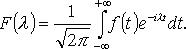 F(λ) = 1/√2π ∫_{-∞}^{+∞} f(t)e^{-iλt}dt.